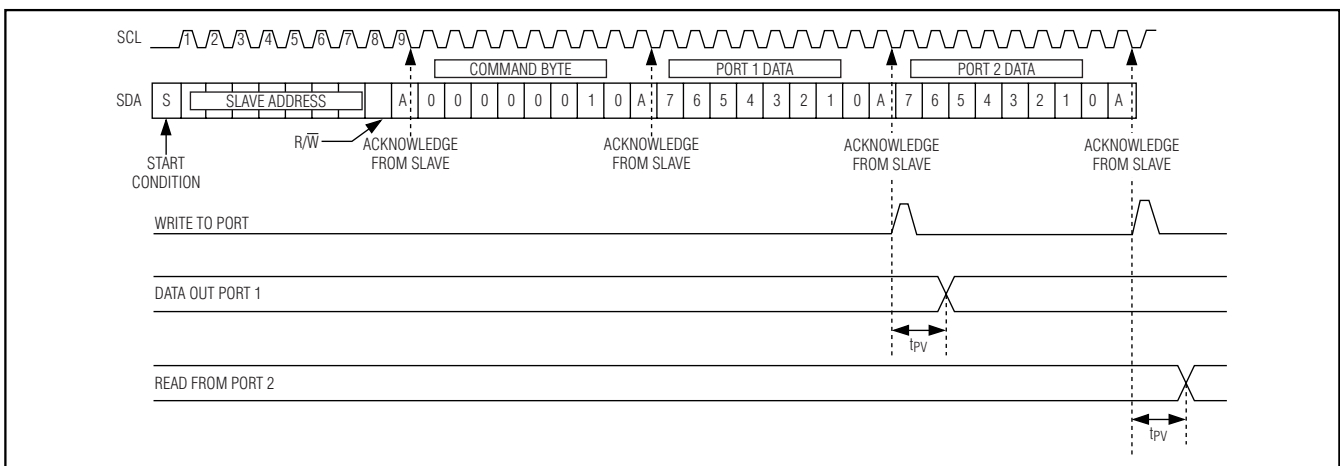 SCL 1 2 3 4 5 6 7 8 9
COMMAND BYTE PORT 1 DATA PORT 2 DATA
SDA S SLAVE ADDRESS A 0 0 0 0 0 0 1 0 A 7 6 5 4 3 2 1 0 A 7 6 5 4 3 2 1 0 A
R/W̅
START
CONDITION
ACKNOWLEDGE
FROM SLAVE
ACKNOWLEDGE
FROM SLAVE
ACKNOWLEDGE
FROM SLAVE
ACKNOWLEDGE
FROM SLAVE
WRITE TO PORT
DATA OUT PORT 1
tPV
READ FROM PORT 2
tPV